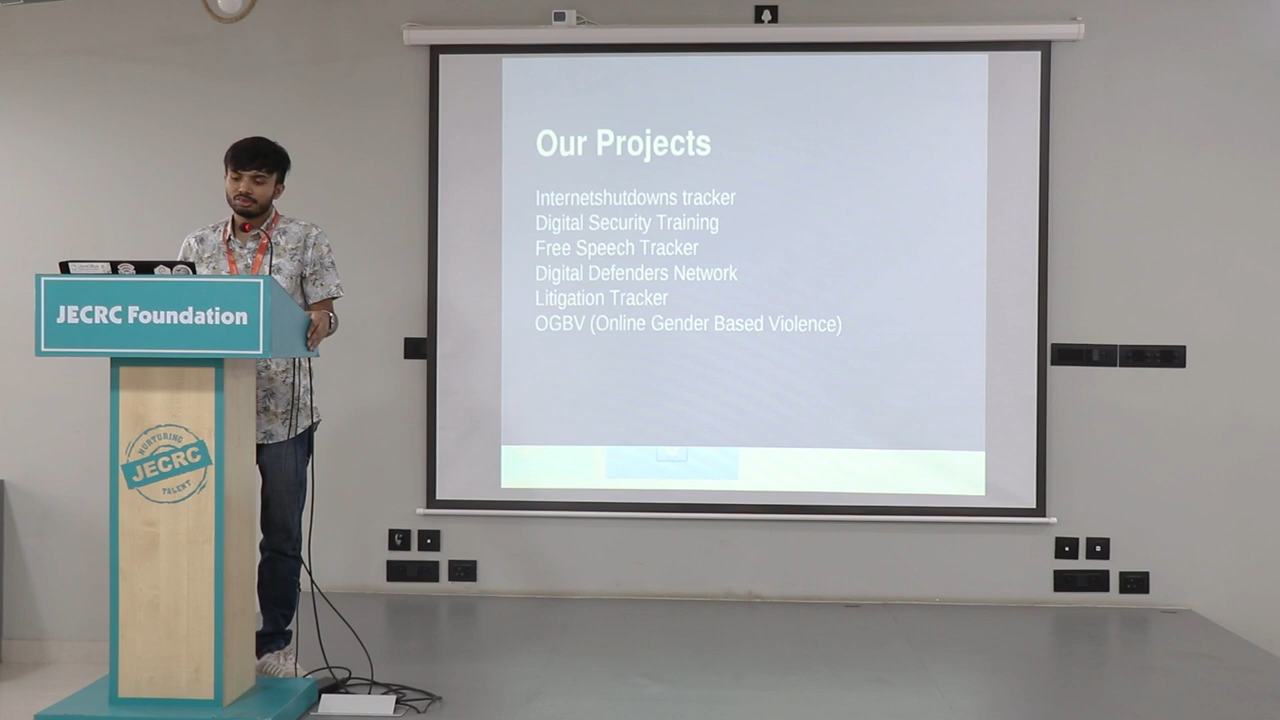 Our Projects
Internetshutdowns tracker
Digital Security Training
Free Speech Tracker
Digital Defenders Network
Litigation Tracker
OGBV (Online Gender Based Violence)
JECRC Foundation
NURTURING
JECRC
TALENT